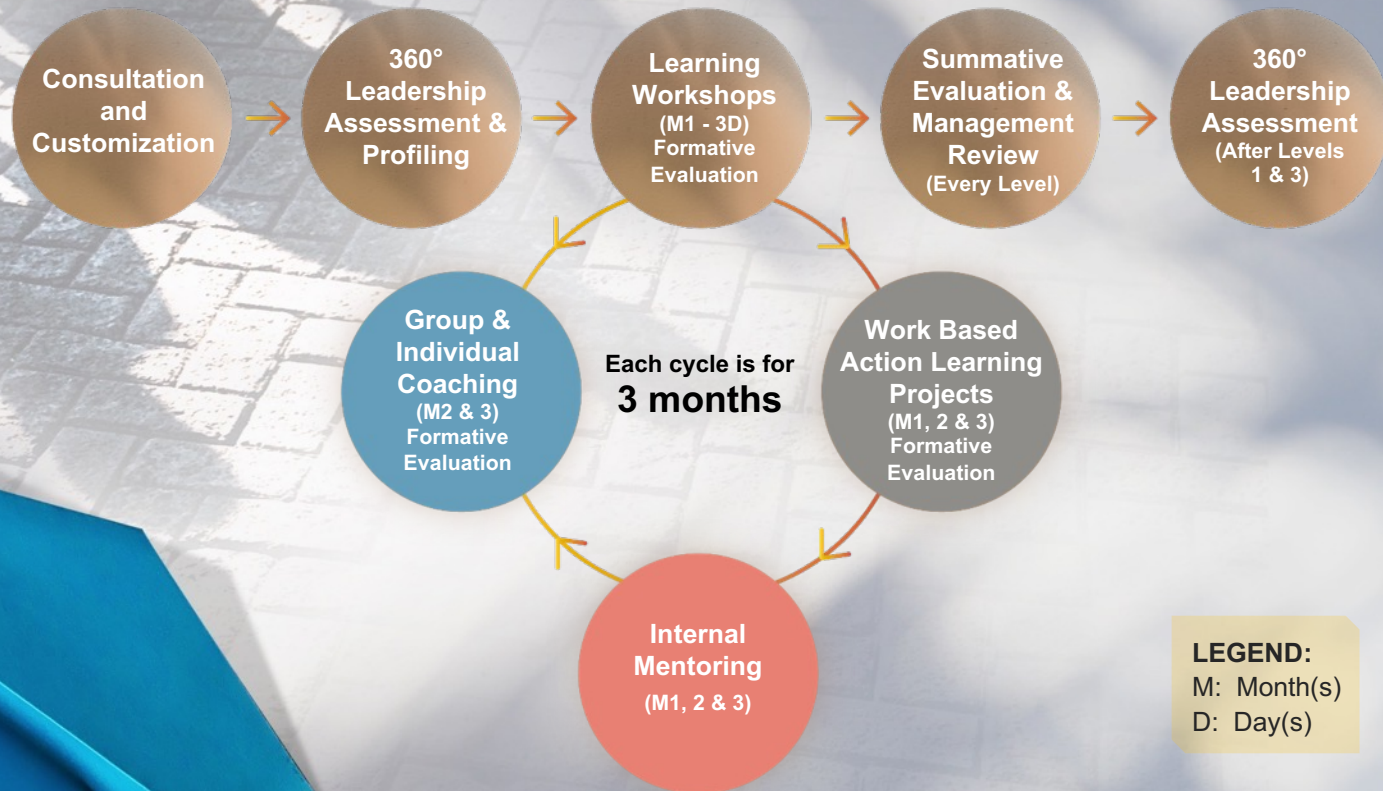 Consultation
and
Customization
360°
Leadership
Assessment &
Profiling
Learning
Workshops
(M1 - 3D)
Formative
Evaluation
Summative
Evaluation &
Management
Review
(Every Level)
360°
Leadership
Assessment
(After Levels
1 & 3)
Group &
Individual
Coaching
(M2 & 3)
Formative
Evaluation
Each cycle is for
3 months
Work Based
Action Learning
Projects
(M1, 2 & 3)
Formative
Evaluation
Internal
Mentoring
(M1, 2 & 3)
LEGEND:
M: Month(s)
D: Day(s)